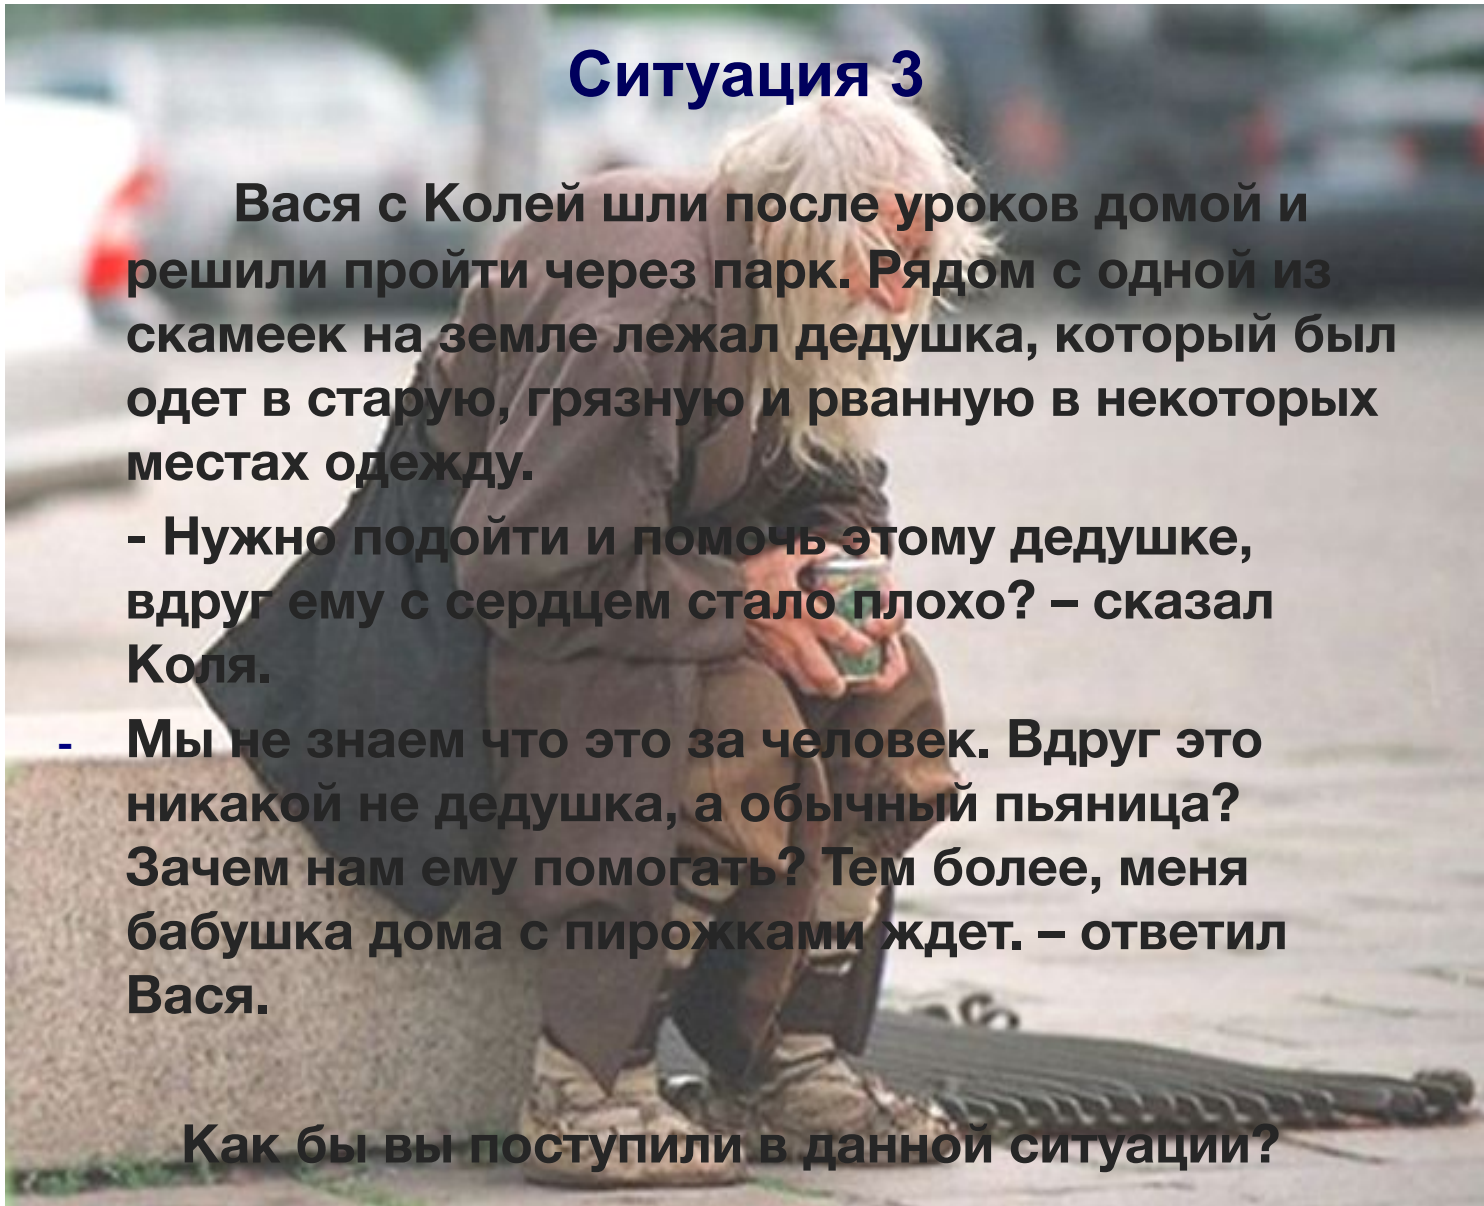 Ситуация 3
Вася с Колей шли после уроков домой и
решили пройти через парк. Рядом с одной из
скамеек на земле лежал дедушка, который был
одет в старую, грязную и рванную в некоторых
местах одежду.
- Нужно подойти и помочь этому дедушке,
вдруг ему с сердцем стало плохо? – сказал
Коля.
- Мы не знаем что это за человек. Вдруг это
никакой не дедушка, а обычный пьяница?
Зачем нам ему помогать? Тем более, меня
бабушка дома с пирожками ждет. – ответил
Вася.
Как бы вы поступили в данной ситуации?